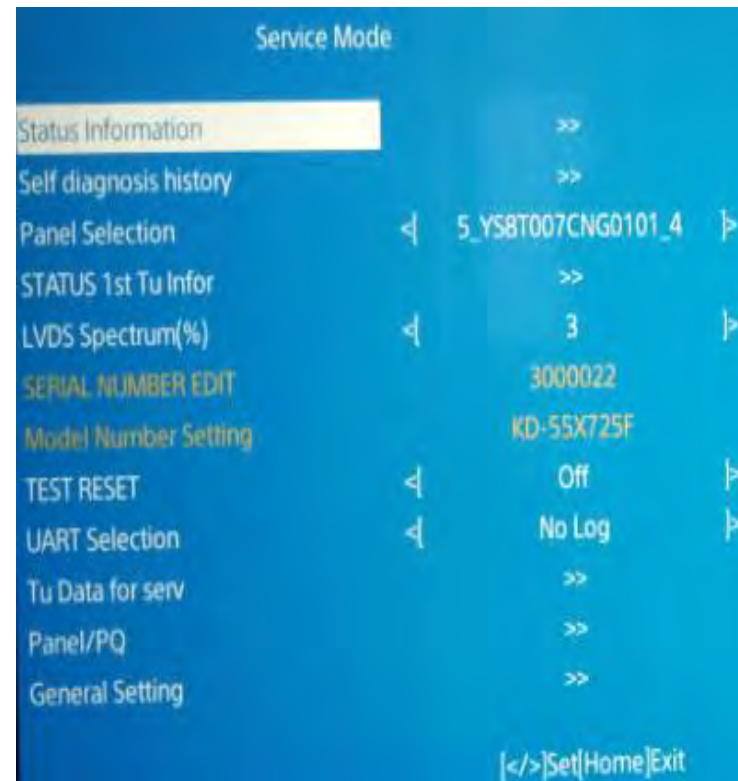 Service Mode
Status Information >>
Self diagnosis history >>
Panel Selection <[ 5_YS8T007CNG0101_4 ]>
STATUS 1st Tu Infor >>
LVDS Spectrum(%) <[ 3 ]>
SERIAL NUMBER EDIT 3000022
Model Number Setting KD-55X725F
TEST RESET <[ Off ]>
UART Selection <[ No Log ]>
Tu Data for serv >>
Panel/PQ >>
General Setting >>
[</>]Set[Home]Exit